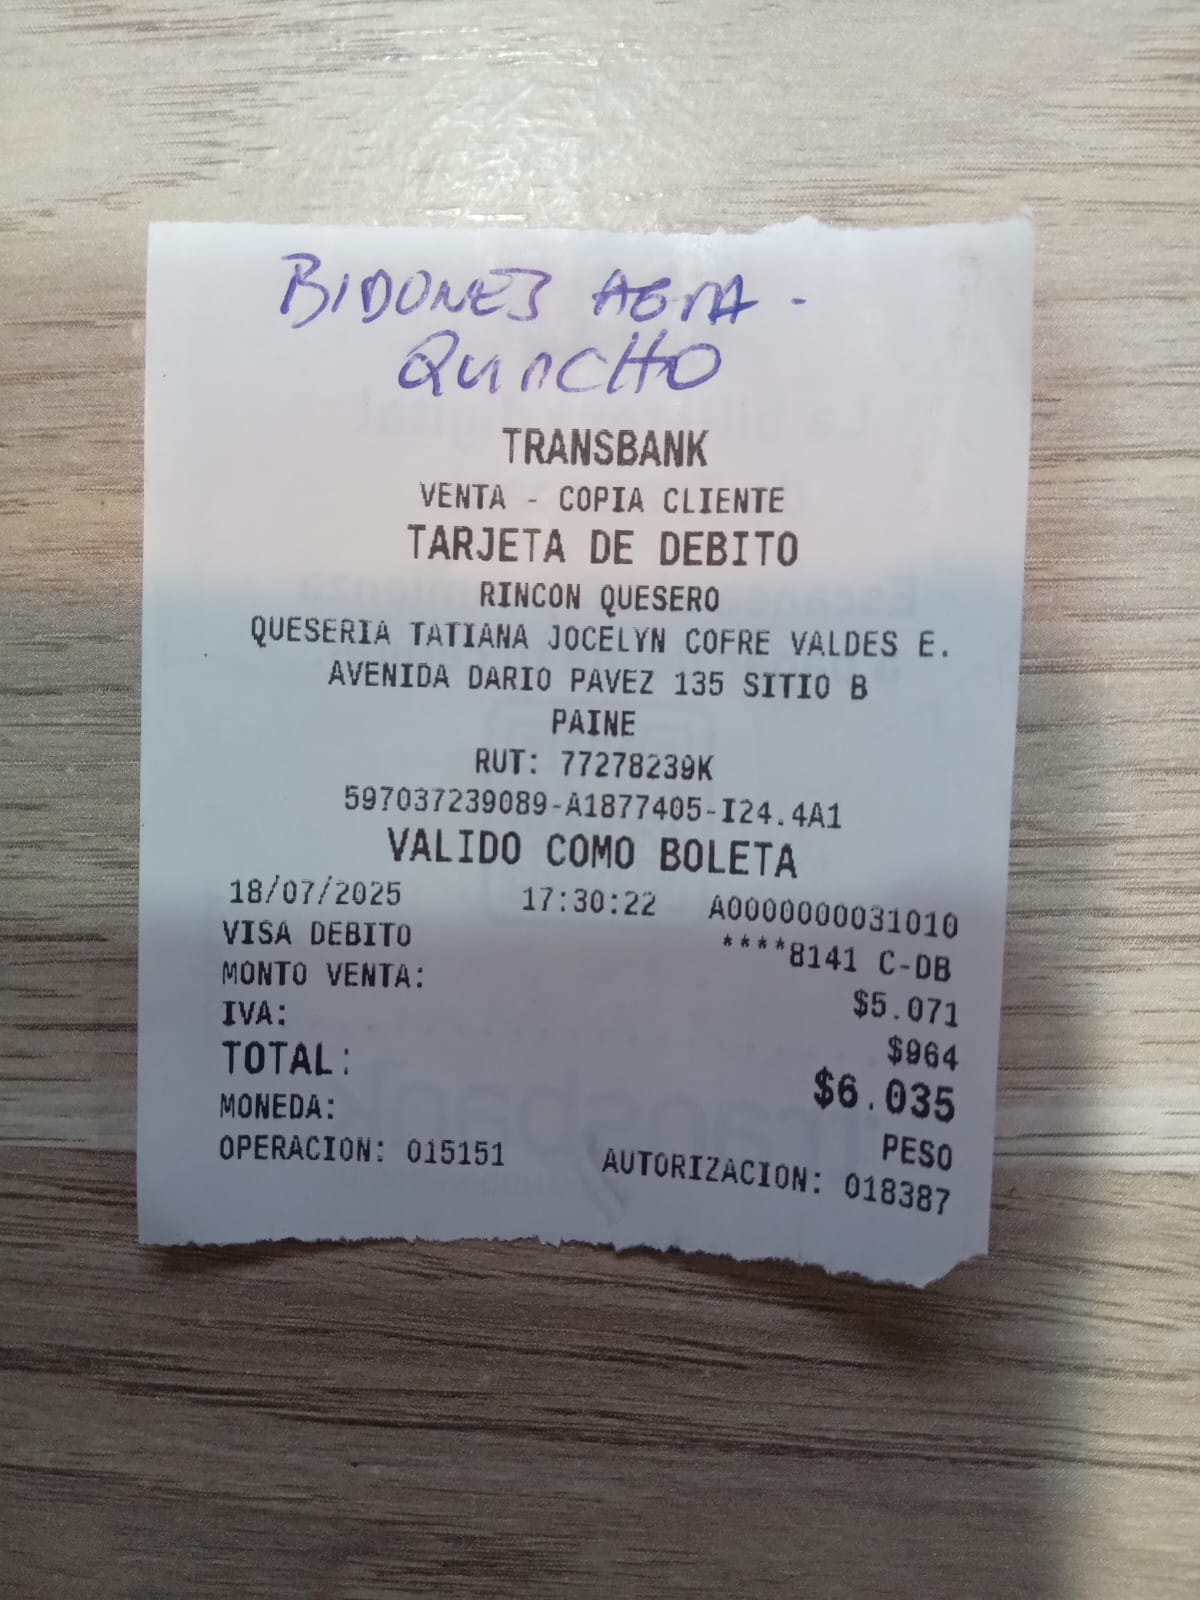 BIDONES AGUA -
QUINCHO
TRANSBANK
VENTA - COPIA CLIENTE
TARJETA DE DEBITO
RINCON QUESERO
QUESERIA TATIANA JOCELYN COFRE VALDES E.
AVENIDA DARIO PAVEZ 135 SITIO B
PAINE
RUT: 77278239K
597037239089-A1877405-I24.4A1
VALIDO COMO BOLETA
18/07/2025 17:30:22 A0000000031010
VISA DEBITO ****8141 C-DB
MONTO VENTA: $5.071
IVA: $964
TOTAL: $6.035
MONEDA: PESO
OPERACION: 015151 AUTORIZACION: 018387